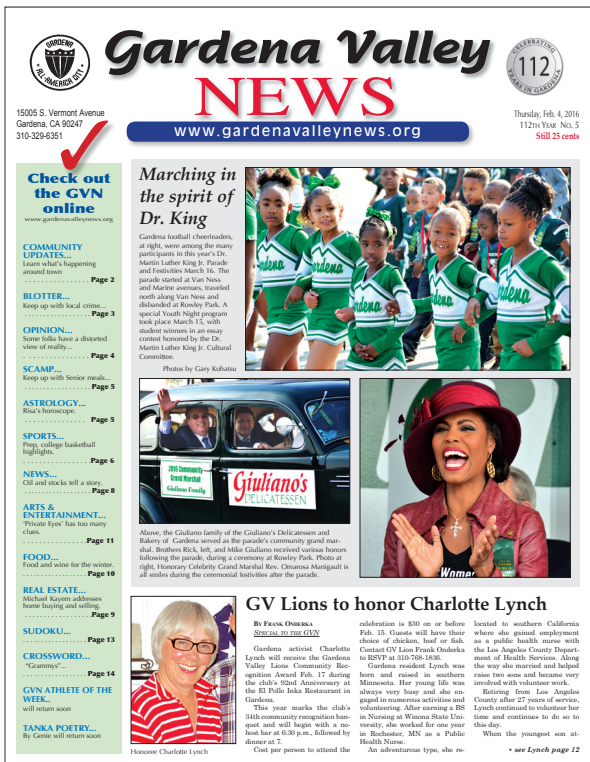 GARDENA
ALL-AMERICA CITY
Gardena Valley
NEWS
www.gardenavalleynews.org
CELEBRATING
112
YEARS IN GARDENA
15005 S. Vermont Avenue
Gardena, CA 90247
310-329-6351
Thursday, Feb. 4, 2016
112TH YEAR NO. 5
Still 25 cents
Check out
the GVN
online
www.gardenavalleynews.org
COMMUNITY
UPDATES...
Learn what's happening
around town
. . . . . . . . . . . . . . . . Page 2
BLOTTER...
Keep up with local crime...
. . . . . . . . . . . . . . . . Page 3
OPINION...
Some folks have a distorted
view of reality...
. . . . . . . . . . . . . . . . Page 4
SCAMP...
Keep up with Senior meals...
. . . . . . . . . . . . . . . . Page 5
ASTROLOGY...
Risa's horoscope.
. . . . . . . . . . . . . . . . Page 5
SPORTS...
Prep, college basketball
highlights.
. . . . . . . . . . . . . . . . Page 6
NEWS...
Oil and stocks tell a story.
. . . . . . . . . . . . . . . . Page 8
ARTS &
ENTERTAINMENT...
'Private Eyes' has too many
clues.
. . . . . . . . . . . . . . . . Page 11
FOOD...
Food and wine for the winter.
. . . . . . . . . . . . . . . . Page 10
REAL ESTATE...
Michael Kayem addresses
home buying and selling.
. . . . . . . . . . . . . . . . Page 9
SUDOKU...
. . . . . . . . . . . . . . . . Page 13
CROSSWORD...
"Grammys"...
. . . . . . . . . . . . . . . . Page 14
GVN ATHLETE OF THE
WEEK..
will return soon
TANKA POETRY...
By Genie will return soon
Marching in
the spirit of
Dr. King
Gardena football cheerleaders,
at right, were among the many
participants in this year's Dr.
Martin Luther King Jr. Parade
and Festivities March 16. The
parade started at Van Ness
and Marine avenues, traveled
north along Van Ness and
disbanded at Rowley Park. A
special Youth Night program
took place March 15, with
student winners in an essay
contest honored by the Dr.
Martin Luther King Jr. Cultural
Committee.
Photos by Gary Kohatsu
Gardena
Gardena
Gardena
2016 Community
Grand Marshal
Giuliano Family
Giuliano's
DELICATESSEN
Women
Above, the Giuliano family of the Giuliano's Delicatessen and
Bakery of Gardena served as the parade's community grand mar-
shal. Brothers Rick, left, and Mike Giuliano received various honors
following the parade, during a ceremony at Rowley Park. Photo at
right, Honorary Celebrity Grand Marshal Rev. Omarosa Manigault is
all smiles during the ceremonial festivities after the parade.
Honoree Charlotte Lynch
GV Lions to honor Charlotte Lynch
BY FRANK ONDERKA
SPECIAL TO THE GVN
Gardena activist Charlotte
Lynch will receive the Gardena
Valley Lions Community Rec-
ognition Award Feb. 17 during
the club's 92nd Anniversary at
the El Pollo Inka Restaurant in
Gardena.
This year marks the club's
34th community recognition ban-
quet and will begin with a no-
host bar at 6:30 p.m., followed by
dinner at 7.
Cost per person to attend the
celebration is $30 on or before
Feb. 15. Guests will have their
choice of chicken, beef or fish.
Contact GV Lion Frank Onderka
to RSVP at 310-768-1836.
Gardena resident Lynch was
born and raised in southern
Minnesota. Her young life was
always very busy and she en-
gaged in numerous activities and
volunteering. After earning a BS
in Nursing at Winona State Uni-
versity, she worked for one year
in Rochester, MN as a Public
Health Nurse.
An adventurous type, she re-
located to southern California
where she gained employment
as a public health nurse with
the Los Angeles County Depart-
ment of Health Services. Along
the way she married and helped
raise two sons and became very
involved with volunteer work.
Retiring from Los Angeles
County after 27 years of service,
Lynch continued to volunteer her
time and continues to do so to
this day.
When the youngest son at-
• see Lynch page 12